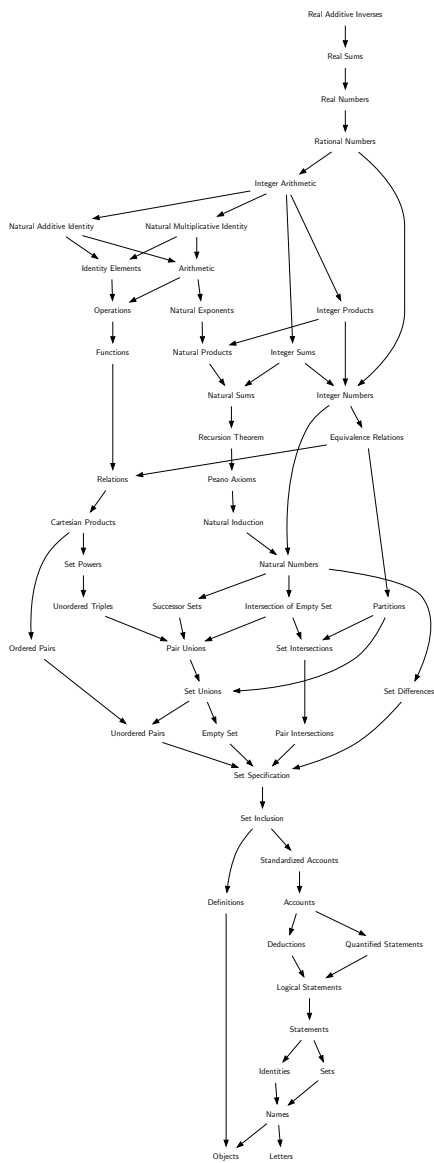 Real Additive Inverses
Real Sums
Real Numbers
Rational Numbers
Integer Arithmetic
Natural Additive Identity
Natural Multiplicative Identity
Identity Elements
Arithmetic
Operations
Natural Exponents
Integer Products
Functions
Natural Products
Integer Sums
Natural Sums
Integer Numbers
Recursion Theorem
Equivalence Relations
Relations
Peano Axioms
Cartesian Products
Natural Induction
Set Powers
Natural Numbers
Unordered Triples
Successor Sets
Intersection of Empty Set
Partitions
Ordered Pairs
Pair Unions
Set Intersections
Set Unions
Set Differences
Unordered Pairs
Empty Set
Pair Intersections
Set Specification
Set Inclusion
Standardized Accounts
Definitions
Accounts
Deductions
Quantified Statements
Logical Statements
Statements
Identities
Sets
Names
Objects
Letters